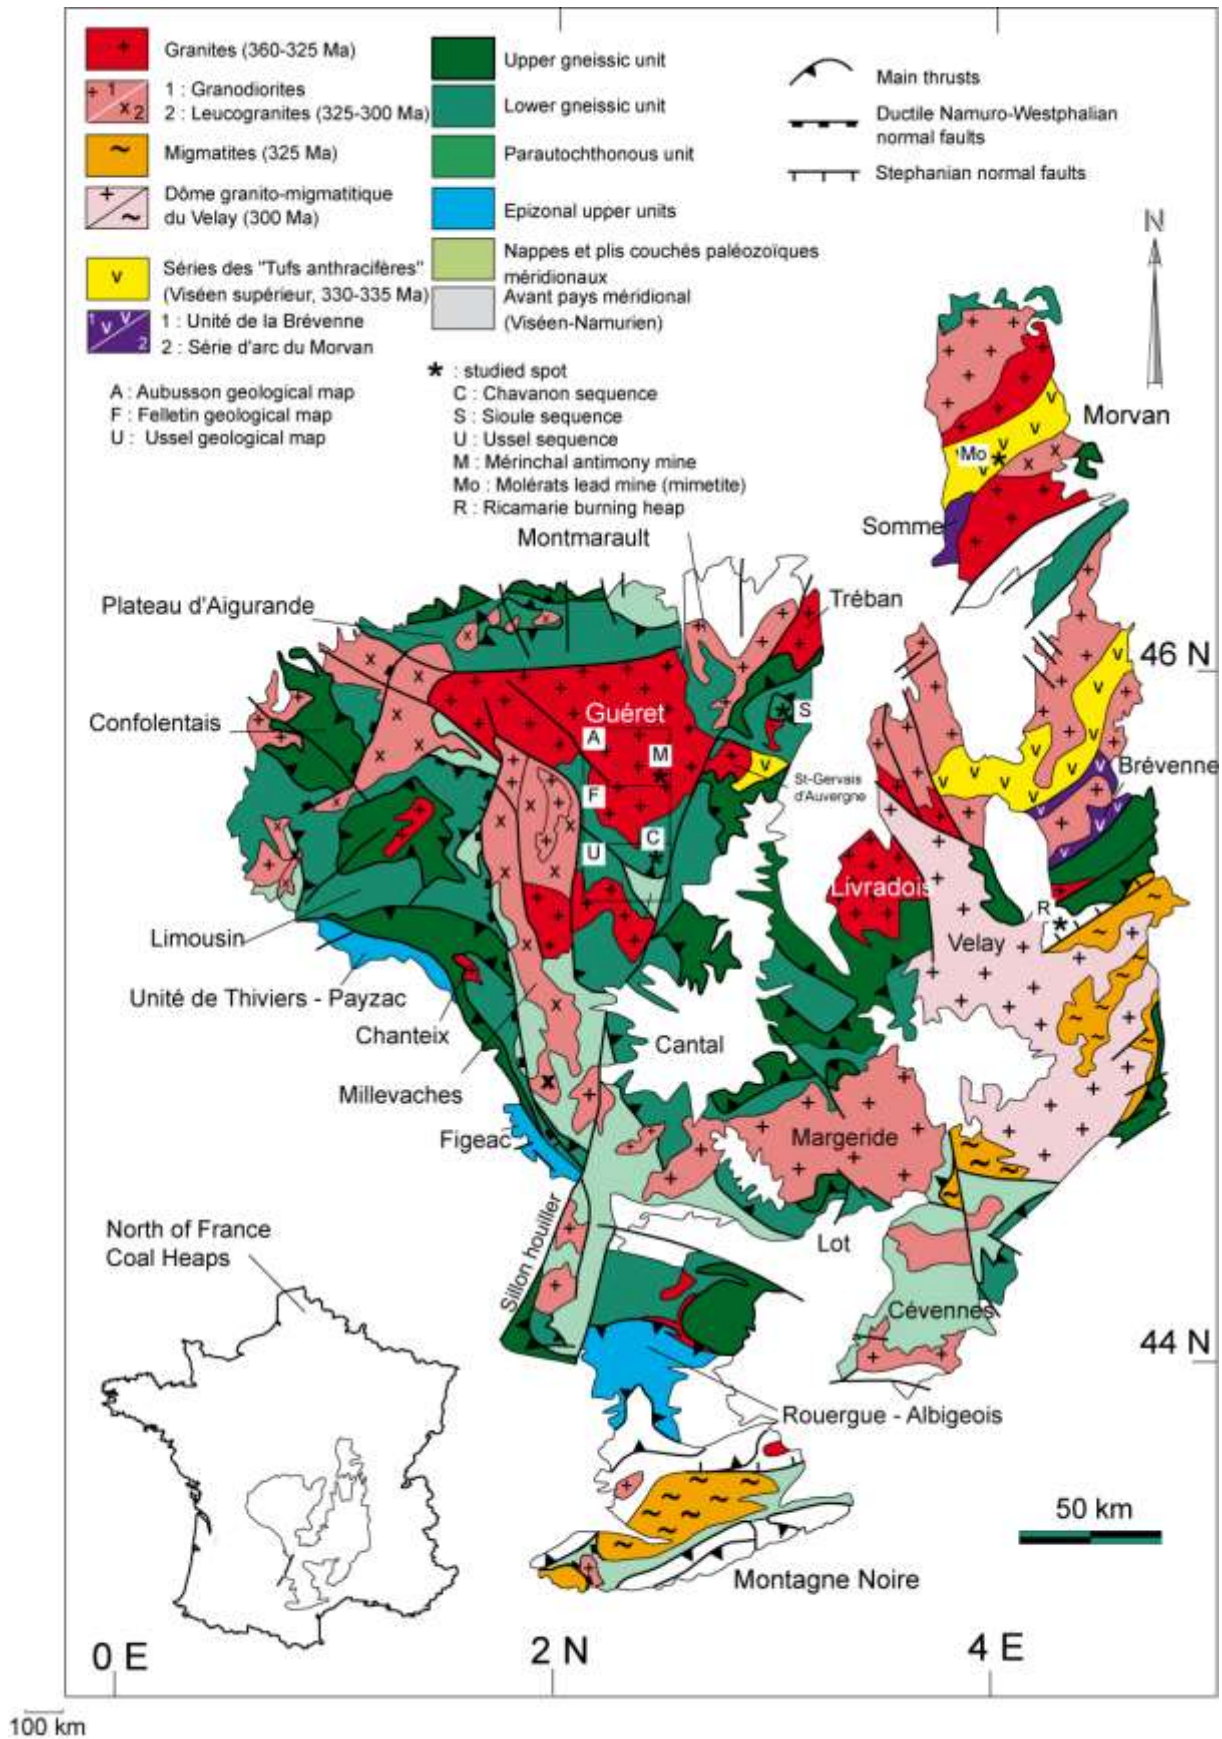 Granites (360-325 Ma)
1 : Granodiorites
2 : Leucogranites (325-300 Ma)
Migmatites (325 Ma)
Dôme granito-migmatitique
du Velay (300 Ma)
Séries des "Tufs anthracifères"
(Viséen supérieur, 330-335 Ma)
1 : Unité de la Brévenne
2 : Série d'arc du Morvan
A : Aubusson geological map
F : Felletin geological map
U : Ussel geological map
Upper gneissic unit
Lower gneissic unit
Parautochthonous unit
Epizonal upper units
Nappes et plis couchés paléozoïques
méridionaux
Avant pays méridional
(Viséen-Namurien)
* : studied spot
C : Chavanon sequence
S : Sioule sequence
U : Ussel sequence
M : Mérinchal antimony mine
Mo : Molérats lead mine (mimetite)
R : Ricamarie burning heap
Main thrusts
Ductile Namuro-Westphalian
normal faults
Stephanian normal faults
N
Morvan
Mo
Somme
Montmarault
Plateau d'Aigurande
Tréban
46 N
Confolentais
Guéret
S
A
M
F
St-Gervais
d'Auvergne
Brévenne
C
U
Livradois
R
Limousin
Velay
Unité de Thiviers - Payzac
Chanteix
Cantal
Millevaches
Figeac
Margeride
Sillon houiller
Lot
North of France
Coal Heaps
Cévennes
44 N
Rouergue - Albigeois
50 km
Montagne Noire
0 E
2 N
4 E
100 km